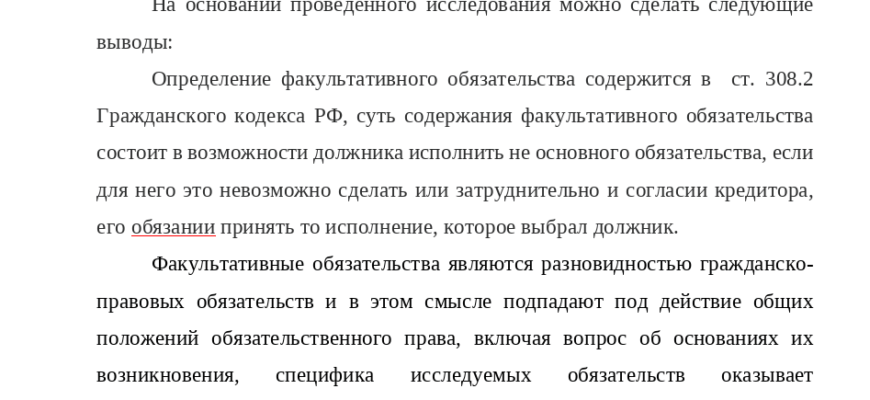 На основании проведенного исследования можно сделать следующие
выводы:
Определение факультативного обязательства содержится в ст. 308.2
Гражданского кодекса РФ, суть содержания факультативного обязательства
состоит в возможности должника исполнить не основного обязательства, если
для него это невозможно сделать или затруднительно и согласии кредитора,
его обязании принять то исполнение, которое выбрал должник.
Факультативные обязательства являются разновидностью гражданско-
правовых обязательств и в этом смысле подпадают под действие общих
положений обязательственного права, включая вопрос об основаниях их
возникновения, специфика исследуемых обязательств оказывает